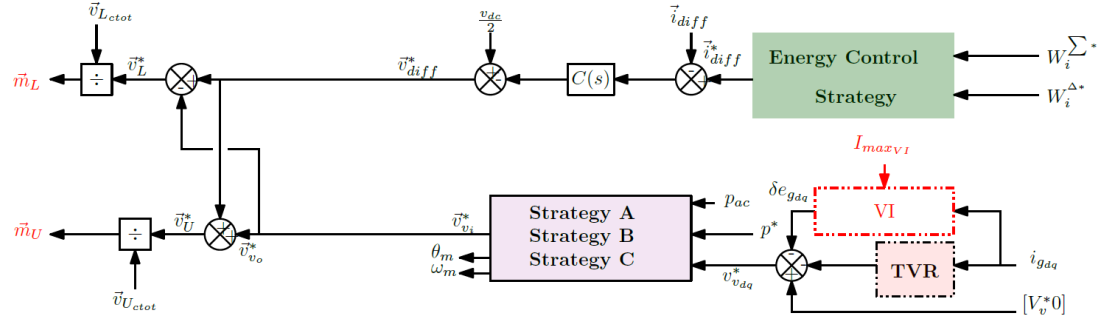 v⃗_{L_{ctot}}
v_{dc}/2
i⃗_{diff}
m⃗_L ÷ v⃗_L^* + - v⃗_{diff}^* + - C(s) - + i⃗_{diff}^*
Energy Control
Strategy
W_i^{∑*}
W_i^{Δ*}
I_{max_{VI}}
δe_{g_{dq}} VI
m⃗_U ÷ v⃗_U^* + + v⃗_{v_o}^* v⃗_{v_i}^*
Strategy A
Strategy B
Strategy C
p_{ac}
p^*
θ_m
ω_m
v_{v_{dq}}^* - - + TVR i_{g_{dq}}
v⃗_{U_{ctot}}
[V_v^*0]